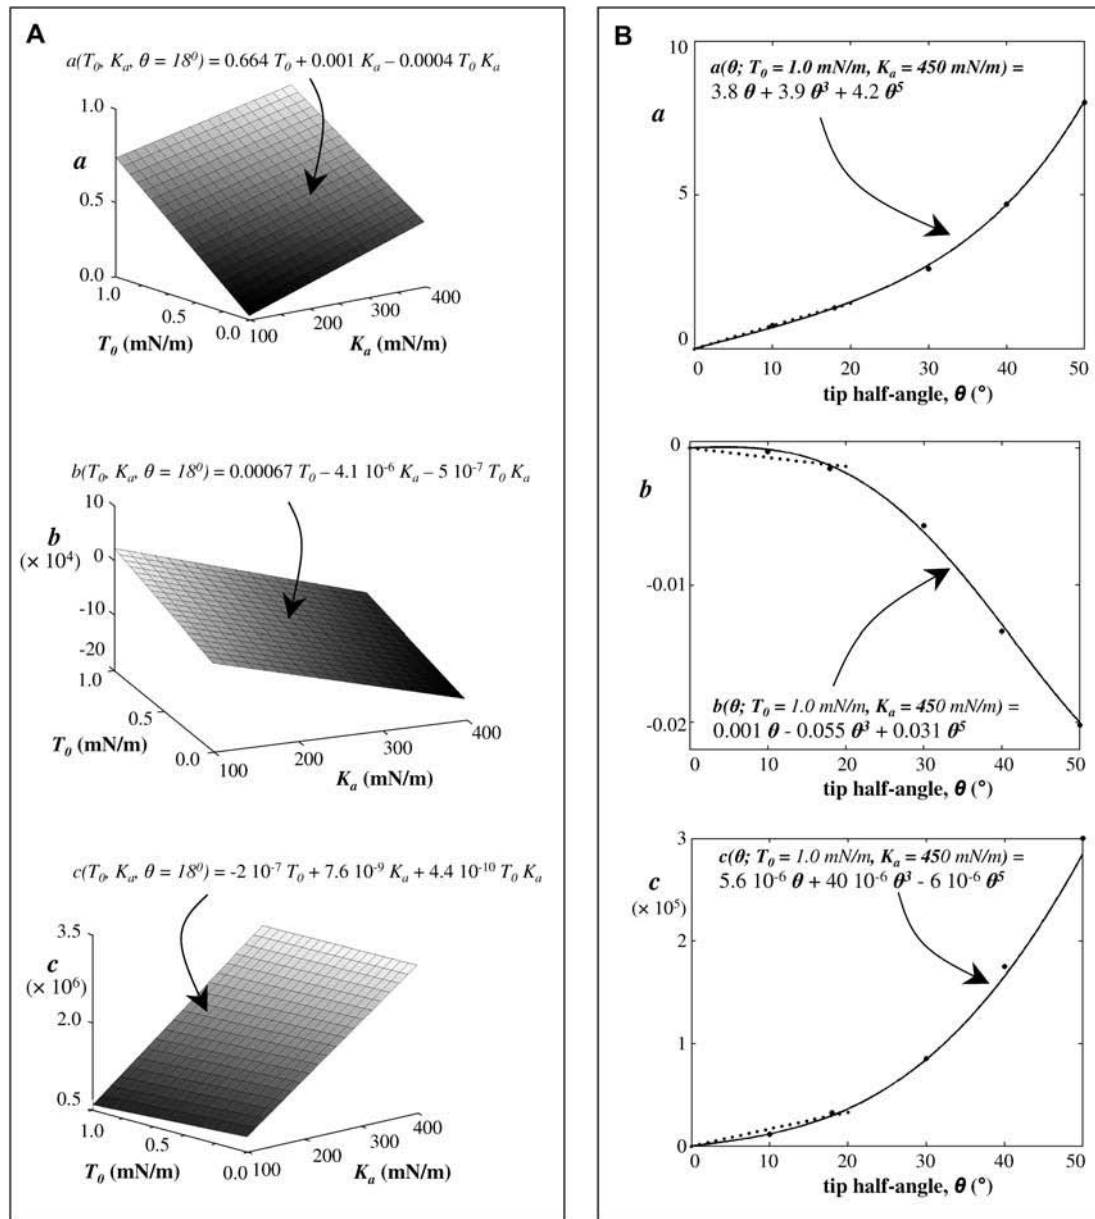 A
a(T0, Ka, θ = 18⁰) = 0.664 T0 + 0.001 Ka – 0.0004 T0 Ka
1.0
a
0.5
0.0
1.0
0.5
0.0
T0 (mN/m)
100
200
300
400
Ka (mN/m)
b(T0, Ka, θ = 18⁰) = 0.00067 T0 – 4.1 10⁻⁶ Ka – 5 10⁻⁷ T0 Ka
10
b
(× 10⁴)
0
-10
-20
1.0
0.5
0.0
T0 (mN/m)
100
200
300
400
Ka (mN/m)
c(T0, Ka, θ = 18⁰) = -2 10⁻⁷ T0 + 7.6 10⁻⁹ Ka + 4.4 10⁻¹⁰ T0 Ka
3.5
c
(× 10⁶)
2.0
0.5
1.0
0.5
0.0
T0 (mN/m)
100
200
300
400
Ka (mN/m)
B
10
a(θ; T0 = 1.0 mN/m, Ka = 450 mN/m) =
3.8 θ + 3.9 θ³ + 4.2 θ⁵
a
5
0
0 10 20 30 40 50
tip half-angle, θ (°)
0
b
-0.01
b(θ; T0 = 1.0 mN/m, Ka = 450 mN/m) =
0.001 θ - 0.055 θ³ + 0.031 θ⁵
-0.02
0 10 20 30 40 50
tip half-angle, θ (°)
3
c(θ; T0 = 1.0 mN/m, Ka = 450 mN/m) =
5.6 10⁻⁶ θ + 40 10⁻⁶ θ³ - 6 10⁻⁶ θ⁵
c
(× 10⁵)
2
1
0
0 10 20 30 40 50
tip half-angle, θ (°)